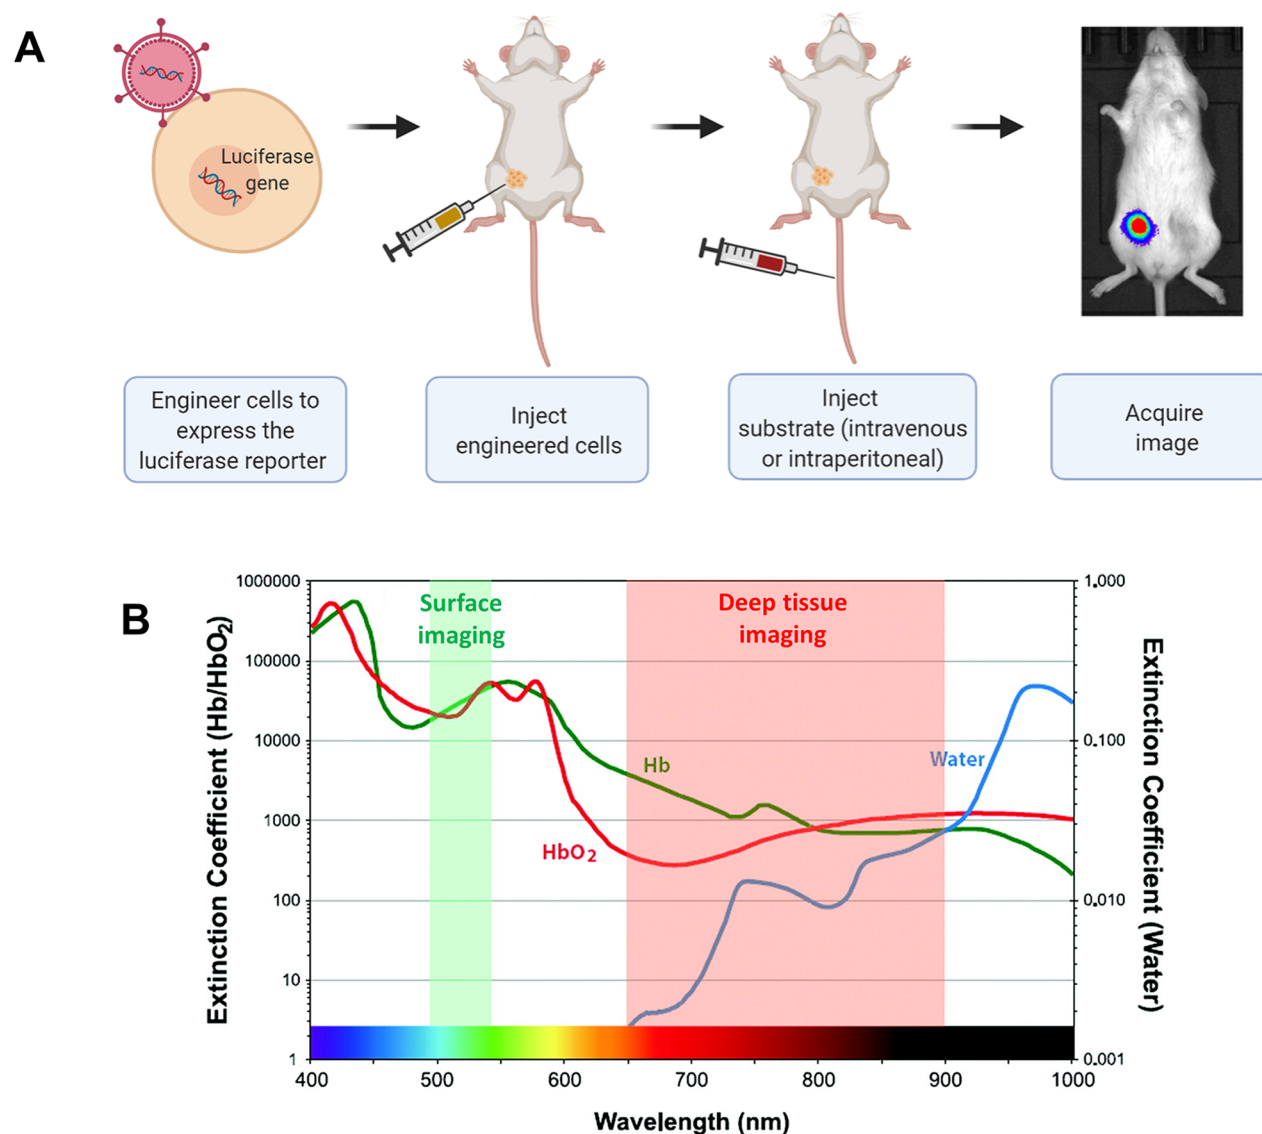 A
Luciferase
gene
Engineer cells to
express the
luciferase reporter
Inject
engineered cells
Inject
substrate (intravenous
or intraperitoneal)
Acquire
image
B
Surface
imaging
Deep tissue
imaging
Extinction Coefficient (Hb/HbO2)
1000000
100000
10000
1000
100
10
1
Hb
HbO2
Water
1.000
0.100
0.010
0.001
Extinction Coefficient (Water)
400 500 600 700 800 900 1000
Wavelength (nm)